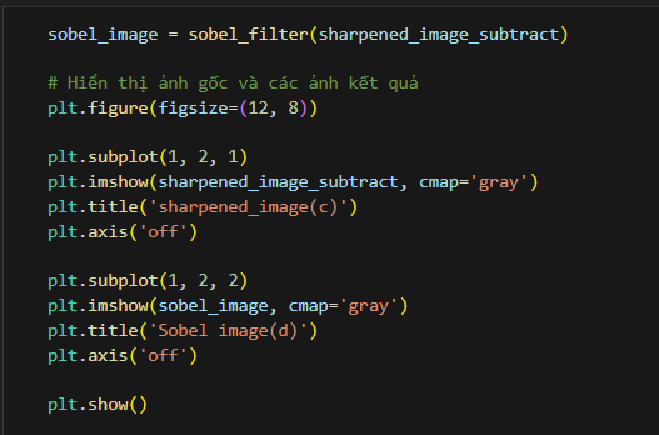 sobel_image = sobel_filter(sharpened_image_subtract)
# Hiển thị ảnh gốc và các ảnh kết quả
plt.figure(figsize=(12, 8))
plt.subplot(1, 2, 1)
plt.imshow(sharpened_image_subtract, cmap='gray')
plt.title('sharpened_image(c)')
plt.axis('off')
plt.subplot(1, 2, 2)
plt.imshow(sobel_image, cmap='gray')
plt.title('Sobel image(d)')
plt.axis('off')
plt.show()